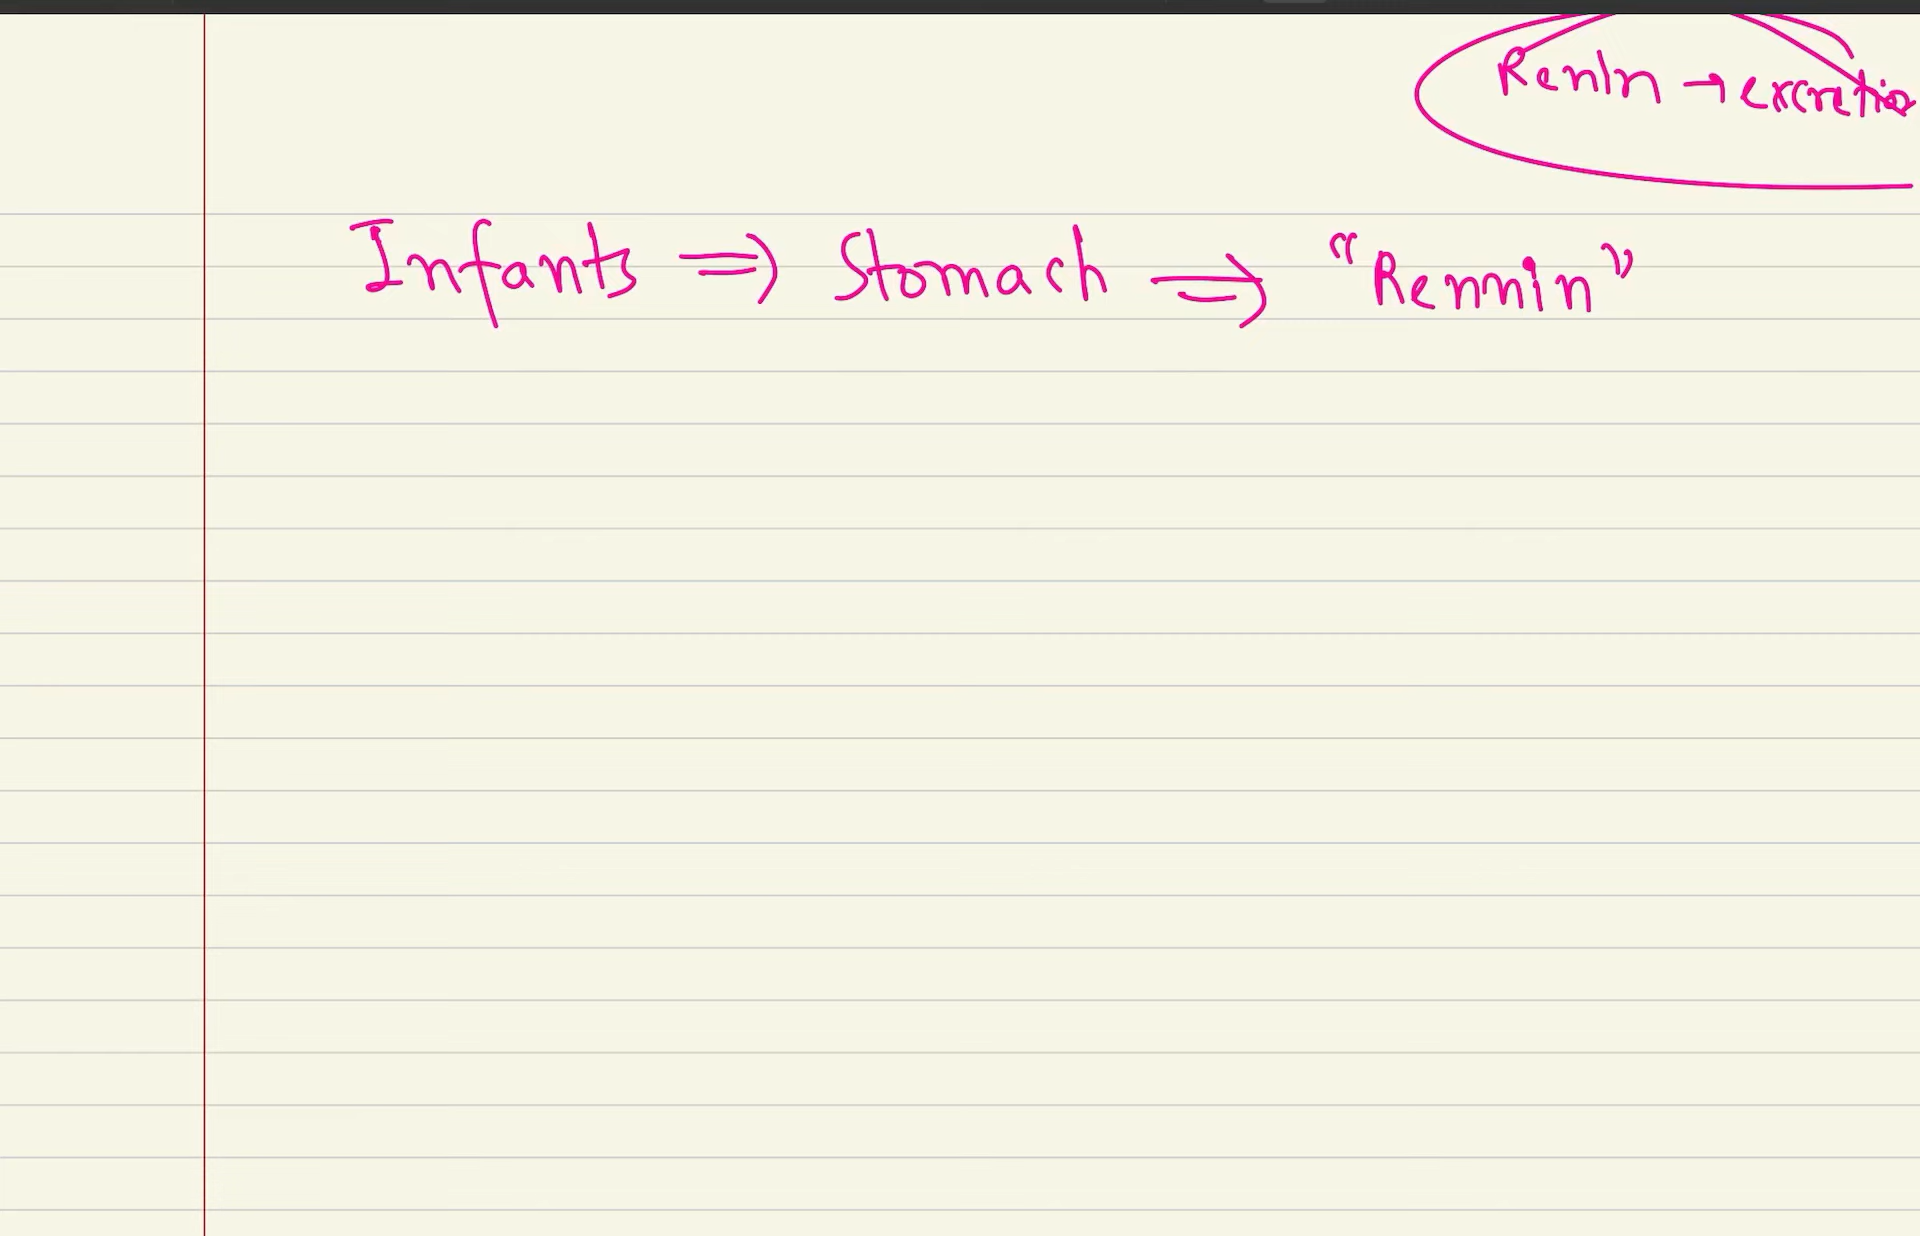 Renin → excretion
Infants ⇒ Stomach ⇒ "Rennin"